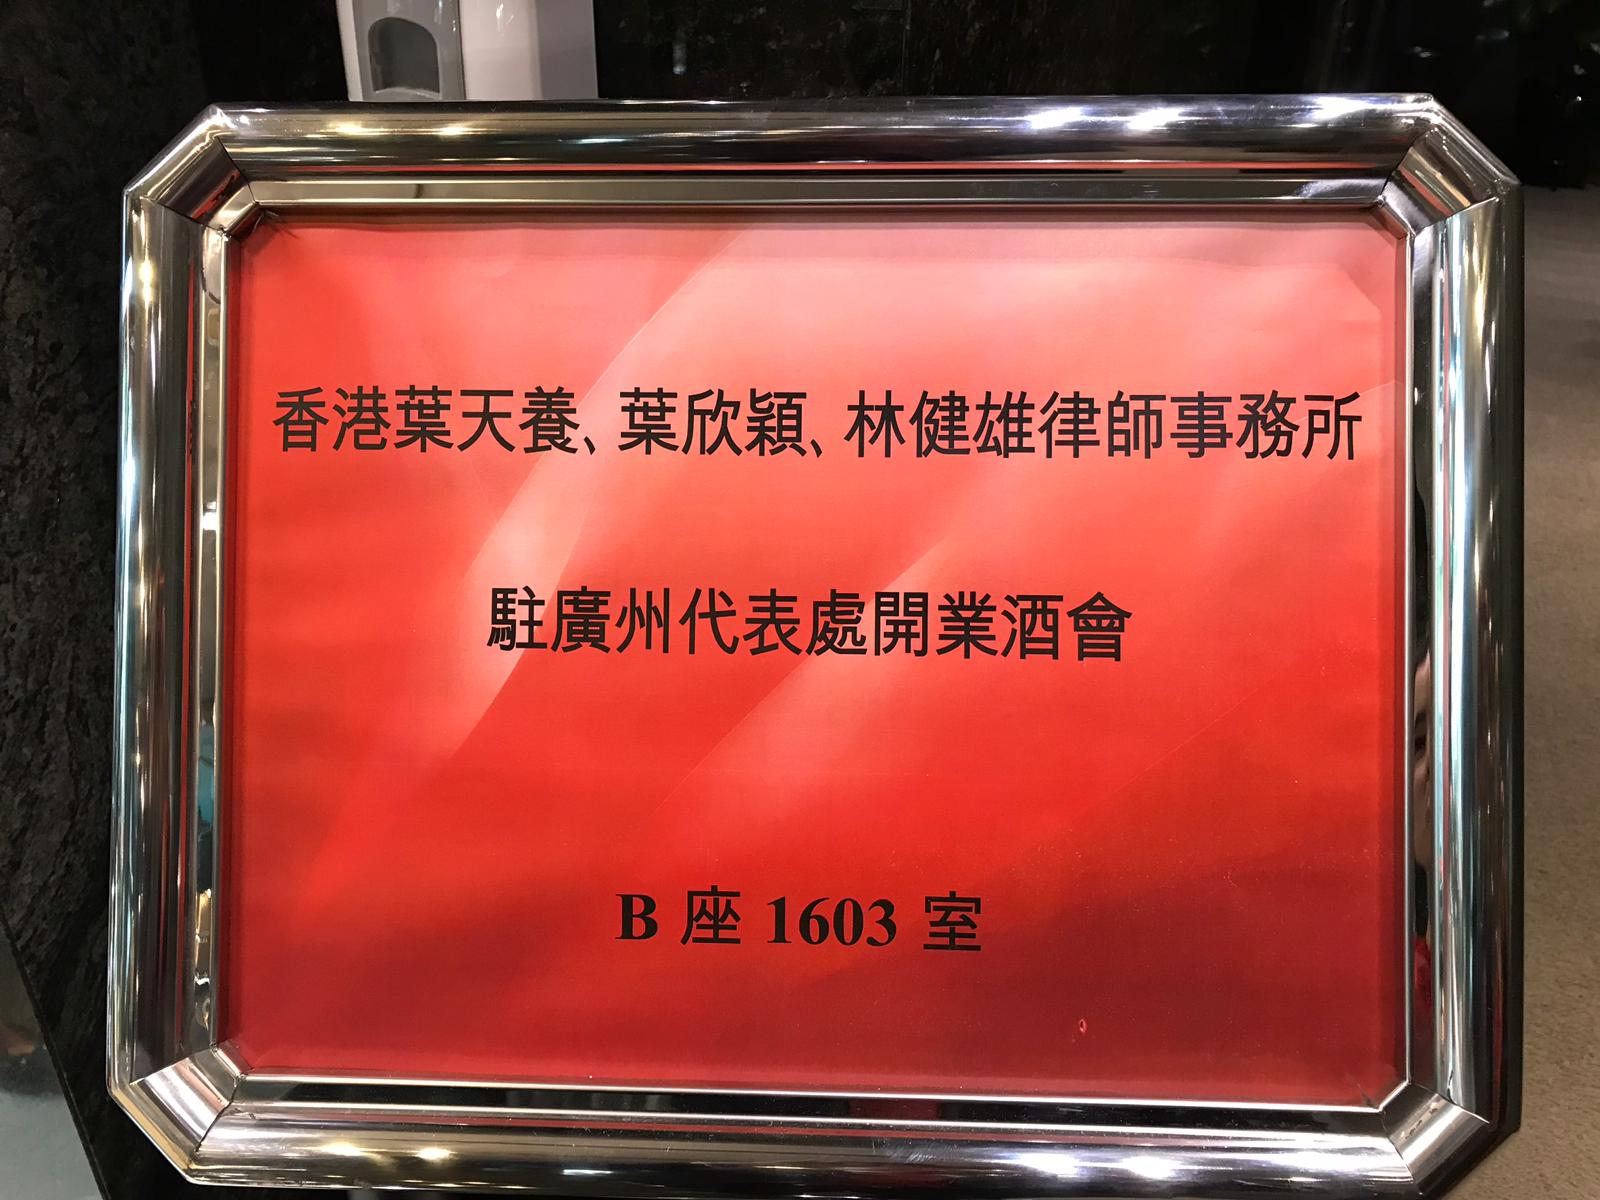 香港葉天養、葉欣穎、林健雄律師事務所
駐廣州代表處開業酒會
B 座 1603 室